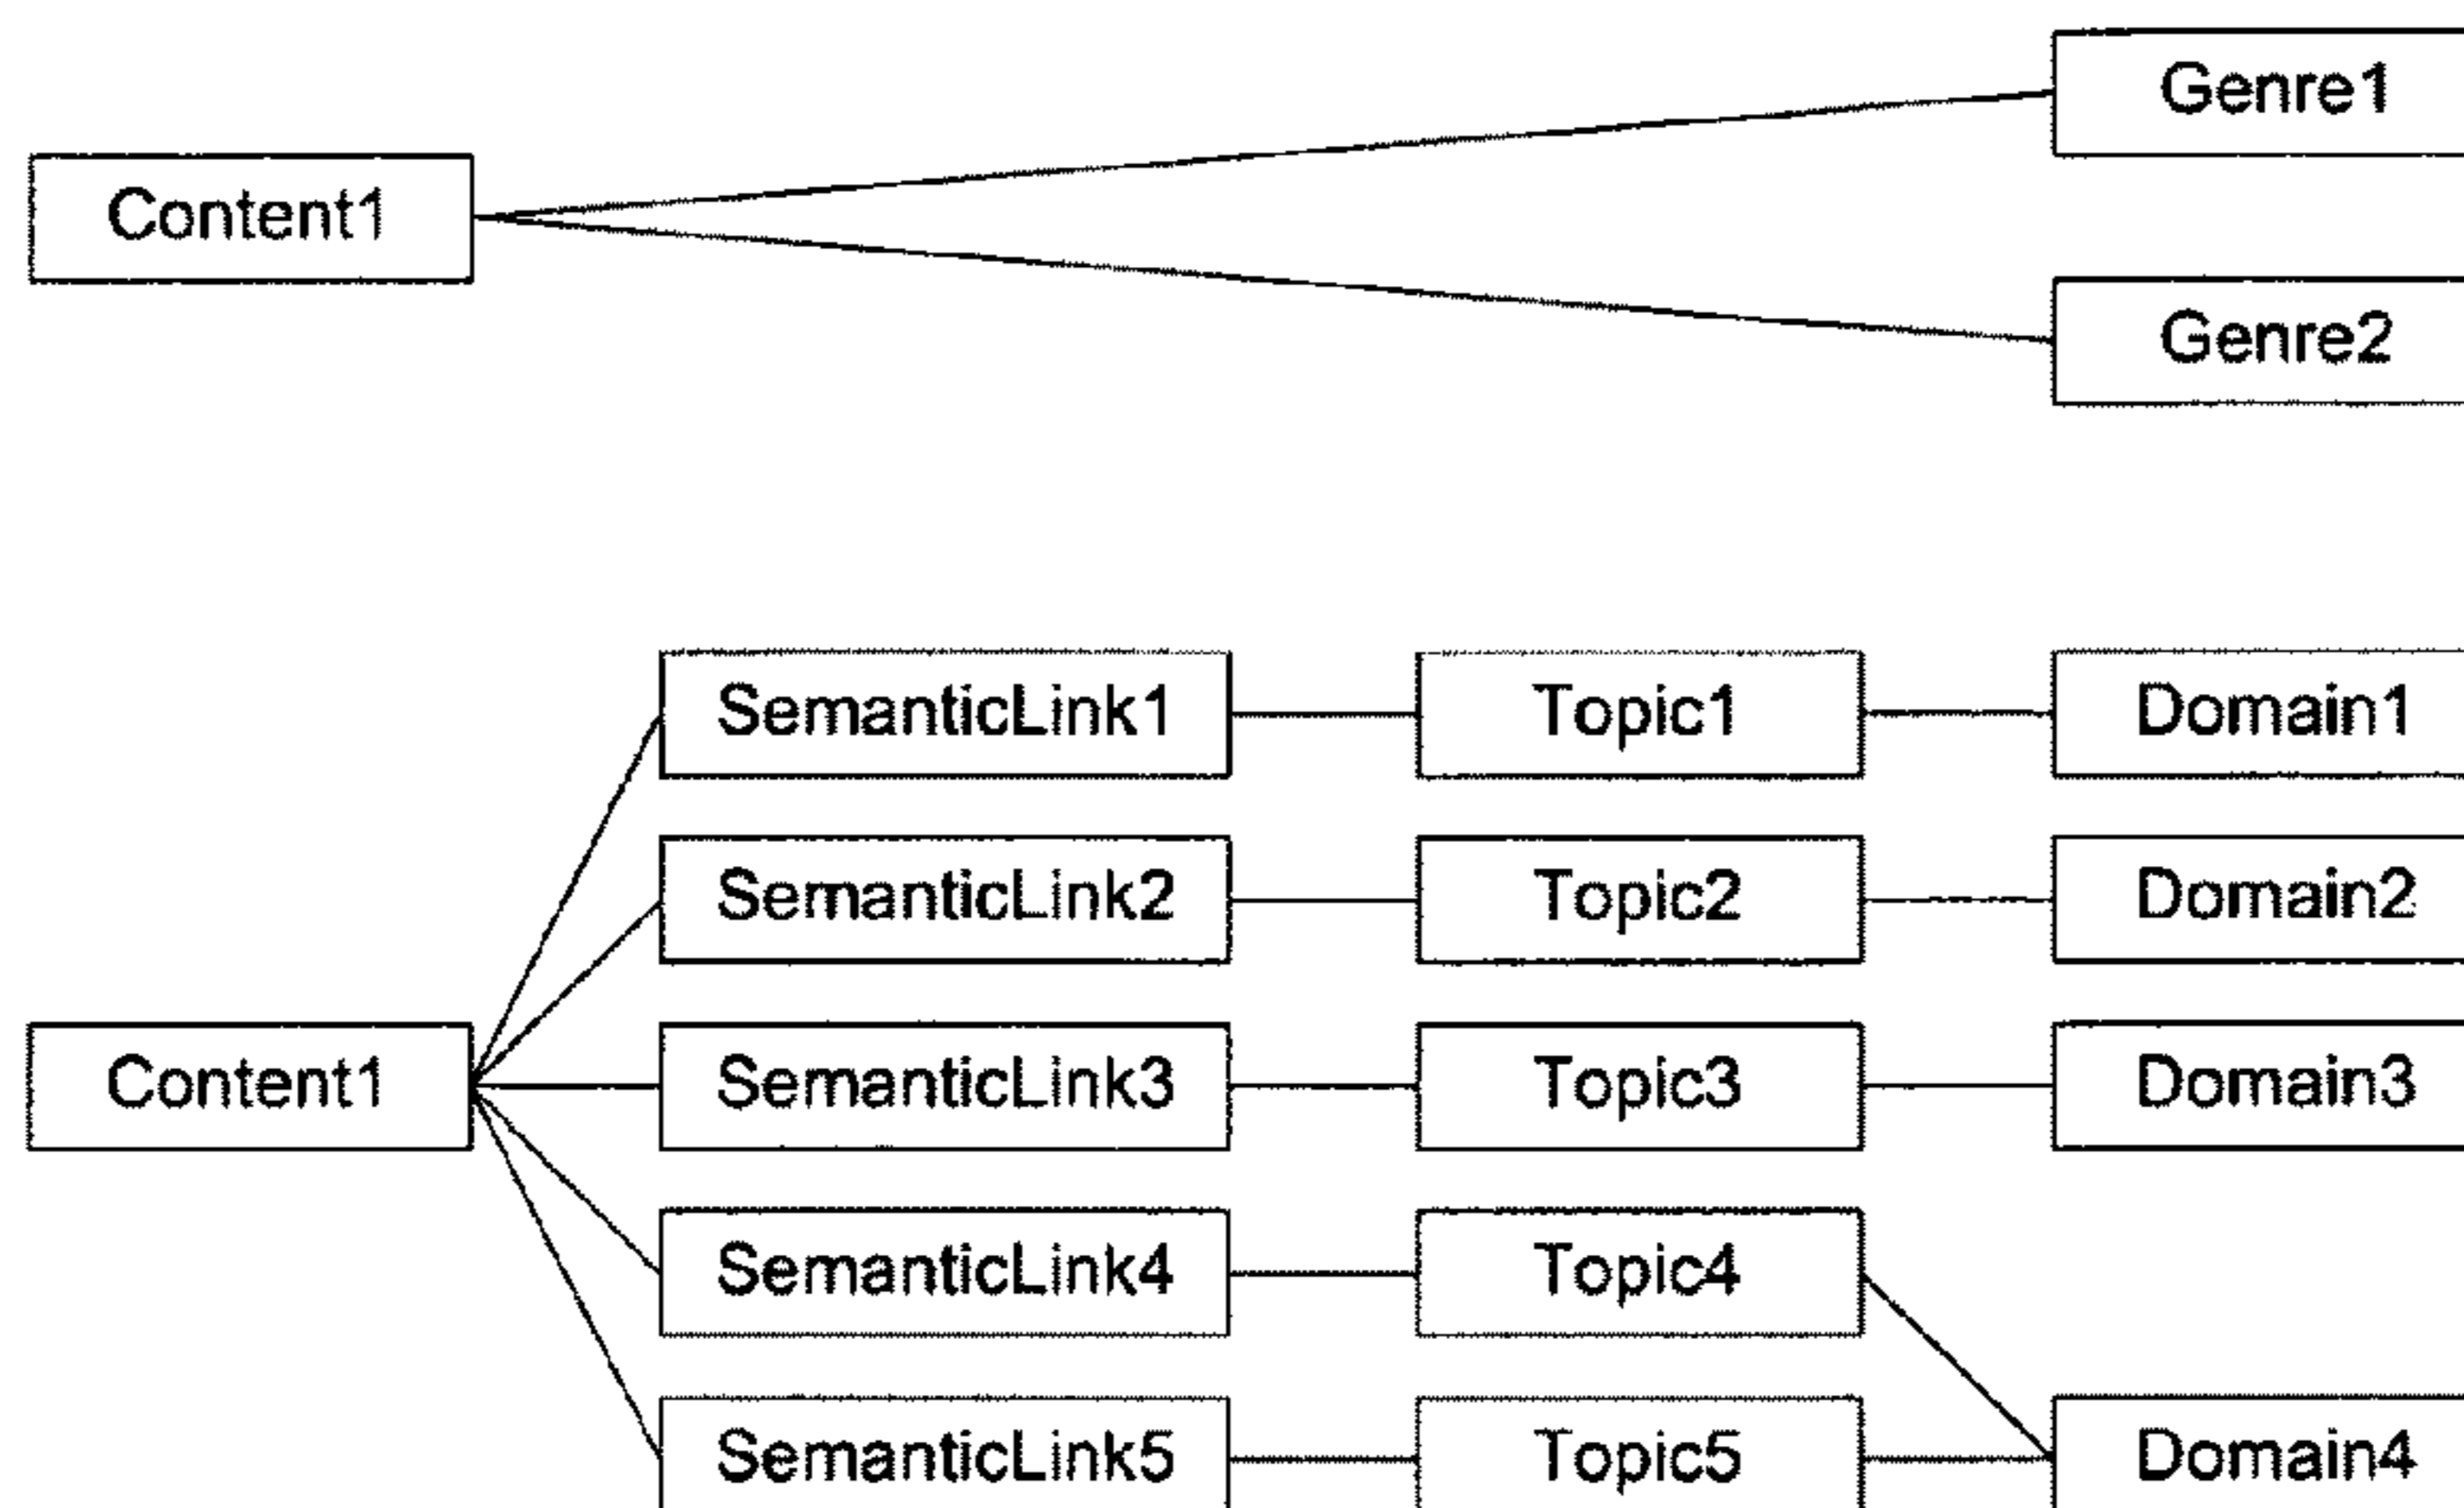 Genre1
Content1
Genre2
SemanticLink1 Topic1 Domain1
SemanticLink2 Topic2 Domain2
Content1 SemanticLink3 Topic3 Domain3
SemanticLink4 Topic4
SemanticLink5 Topic5 Domain4